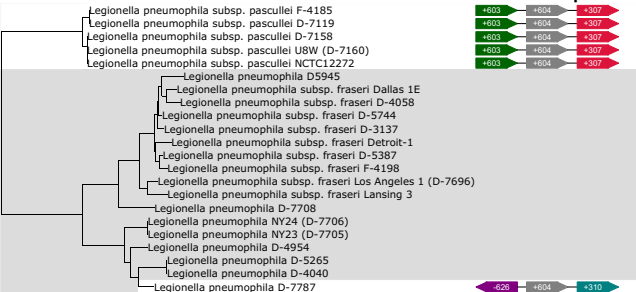 Legionella pneumophila subsp. pascullei F-4185 +603 +604 +307
Legionella pneumophila subsp. pascullei D-7119 +603 +604 +307
Legionella pneumophila subsp. pascullei D-7158 +603 +604 +307
Legionella pneumophila subsp. pascullei U8W (D-7160) +603 +604 +307
Legionella pneumophila subsp. pascullei NCTC12272 +603 +604 +307
Legionella pneumophila D5945
Legionella pneumophila subsp. fraseri Dallas 1E
Legionella pneumophila subsp. fraseri D-4058
Legionella pneumophila subsp. fraseri D-5744
Legionella pneumophila subsp. fraseri D-3137
Legionella pneumophila subsp. fraseri Detroit-1
Legionella pneumophila subsp. fraseri D-5387
Legionella pneumophila subsp. fraseri F-4198
Legionella pneumophila subsp. fraseri Los Angeles 1 (D-7696)
Legionella pneumophila subsp. fraseri Lansing 3
Legionella pneumophila D-7708
Legionella pneumophila NY24 (D-7706)
Legionella pneumophila NY23 (D-7705)
Legionella pneumophila D-4954
Legionella pneumophila D-5265
Legionella pneumophila D-4040
Legionella pneumophila D-7787 -626 +604 +310